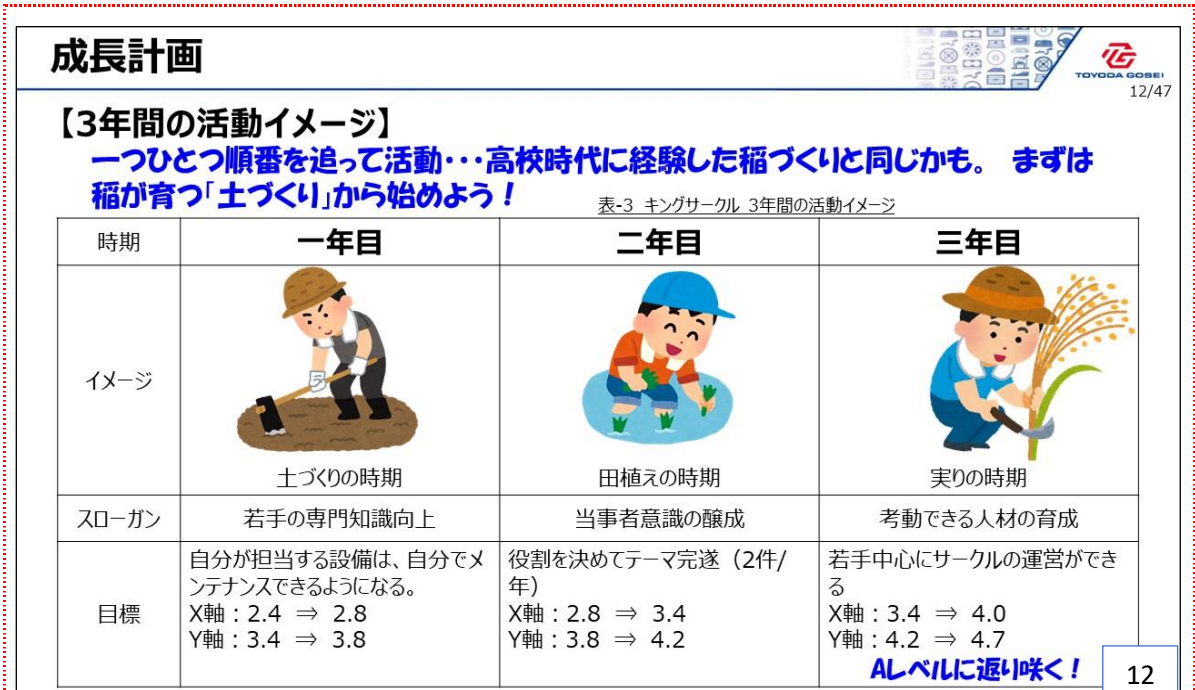 成長計画
TG
TOYODA GOSEI
12/47
【3年間の活動イメージ】
一つひとつ順番を追って活動・・・高校時代に経験した稲づくりと同じかも。 まずは
稲が育つ「土づくり」から始めよう！
表-3 キングサークル 3年間の活動イメージ
時期 一年目 二年目 三年目
イメージ
土づくりの時期 田植えの時期 実りの時期
スローガン 若手の専門知識向上 当事者意識の醸成 考動できる人材の育成
目標
自分が担当する設備は、自分でメ
ンテナンスできるようになる。
X軸：2.4 ⇒ 2.8
Y軸：3.4 ⇒ 3.8
役割を決めてテーマ完遂（2件/
年）
X軸：2.8 ⇒ 3.4
Y軸：3.8 ⇒ 4.2
若手中心にサークルの運営ができ
る
X軸：3.4 ⇒ 4.0
Y軸：4.2 ⇒ 4.7
Aレベルに返り咲く！
12